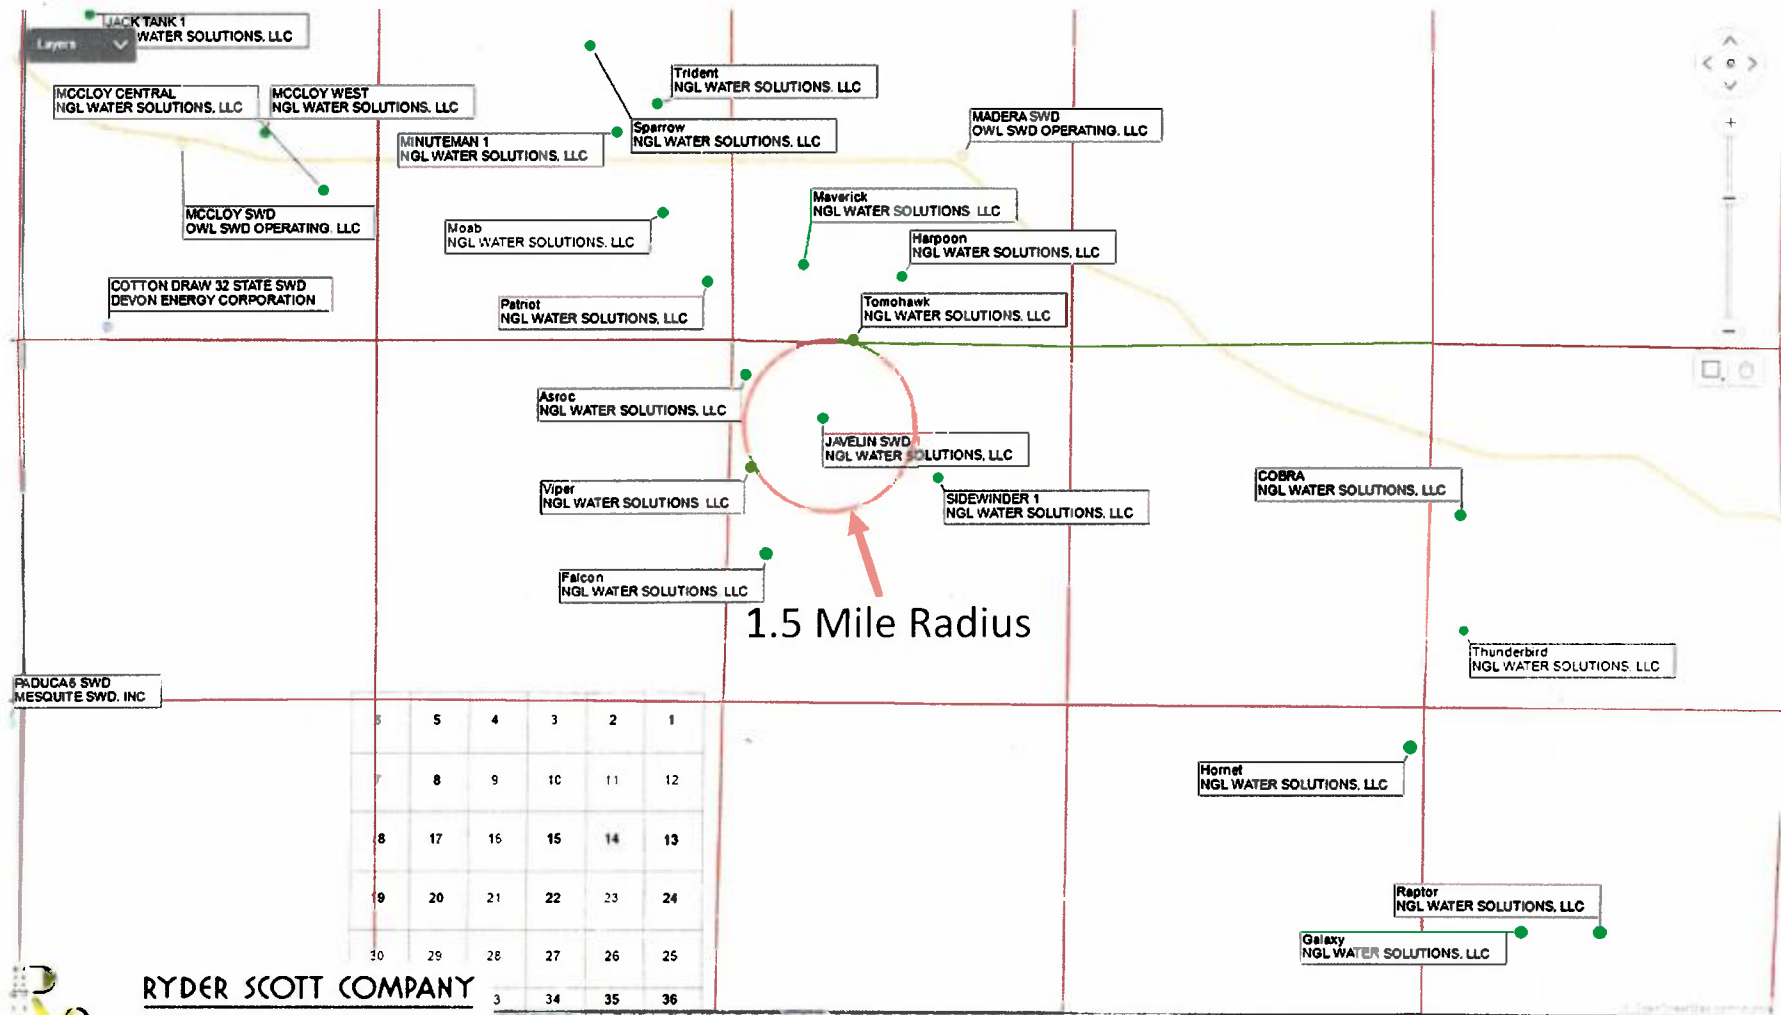 JACK TANK 1
WATER SOLUTIONS. LLC
Layers
MCCLOY CENTRAL
NGL WATER SOLUTIONS, LLC
MCCLOY WEST
NGL WATER SOLUTIONS. LLC
Trident
NGL WATER SOLUTIONS. LLC
Sparrow
NGL WATER SOLUTIONS. LLC
MINUTEMAN 1
NGL WATER SOLUTIONS, LLC
MADERA SWD
OWL SWD OPERATING. LLC
MCCLOY SWD
OWL SWD OPERATING. LLC
Maverick
NGL WATER SOLUTIONS LLC
Moab
NGL WATER SOLUTIONS. LLC
Harpoon
NGL WATER SOLUTIONS. LLC
COTTON DRAW 32 STATE SWD
DEVON ENERGY CORPORATION
Patriot
NGL WATER SOLUTIONS, LLC
Tomohawk
NGL WATER SOLUTIONS. LLC
Asroc
NGL WATER SOLUTIONS, LLC
JAVELIN SWD
NGL WATER SOLUTIONS, LLC
Viper
NGL WATER SOLUTIONS LLC
SIDEWINDER 1
NGL WATER SOLUTIONS. LLC
COBRA
NGL WATER SOLUTIONS, LLC
Falcon
NGL WATER SOLUTIONS LLC
1.5 Mile Radius
Thunderbird
NGL WATER SOLUTIONS. LLC
PADUCA 6 SWD
MESQUITE SWD. INC
5 4 3 2 1
8 9 10 11 12
8 17 16 15 14 13
9 20 21 22 23 24
30 29 28 27 26 25
3 34 35 36
Hornet
NGL WATER SOLUTIONS, LLC
Raptor
NGL WATER SOLUTIONS, LLC
Galaxy
NGL WATER SOLUTIONS. LLC
RYDER SCOTT COMPANY